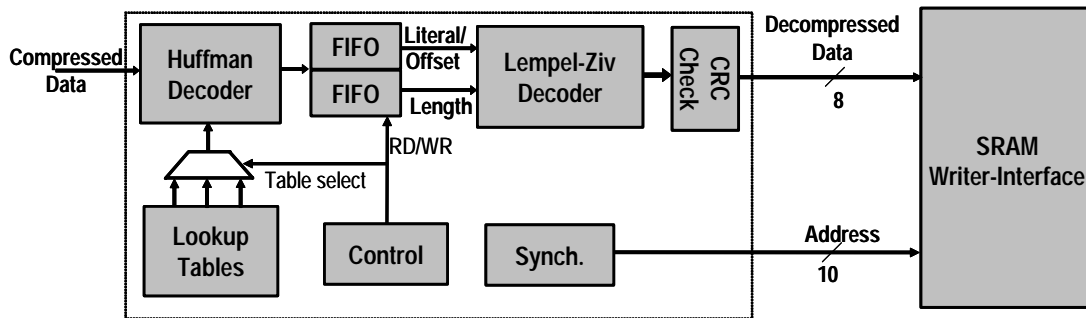 Compressed
Data
Huffman
Decoder
FIFO
FIFO
Literal/
Offset
Length
Lempel-Ziv
Decoder
CRC
Check
Decompressed
Data
8
SRAM
Writer-Interface
RD/WR
Table select
Lookup
Tables
Control
Synch.
Address
10